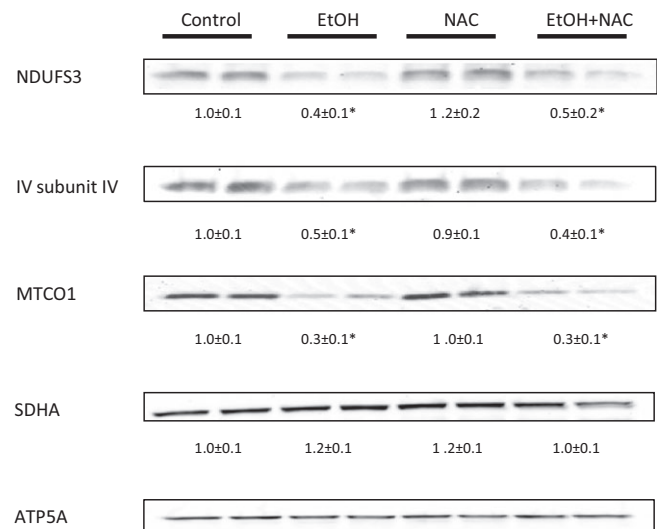 Control EtOH NAC EtOH+NAC
NDUFS3
1.0±0.1 0.4±0.1* 1 .2±0.2 0.5±0.2*
IV subunit IV
1.0±0.1 0.5±0.1* 0.9±0.1 0.4±0.1*
MTCO1
1.0±0.1 0.3±0.1* 1 .0±0.1 0.3±0.1*
SDHA
1.0±0.1 1.2±0.1 1 .2±0.1 1.0±0.1
ATP5A